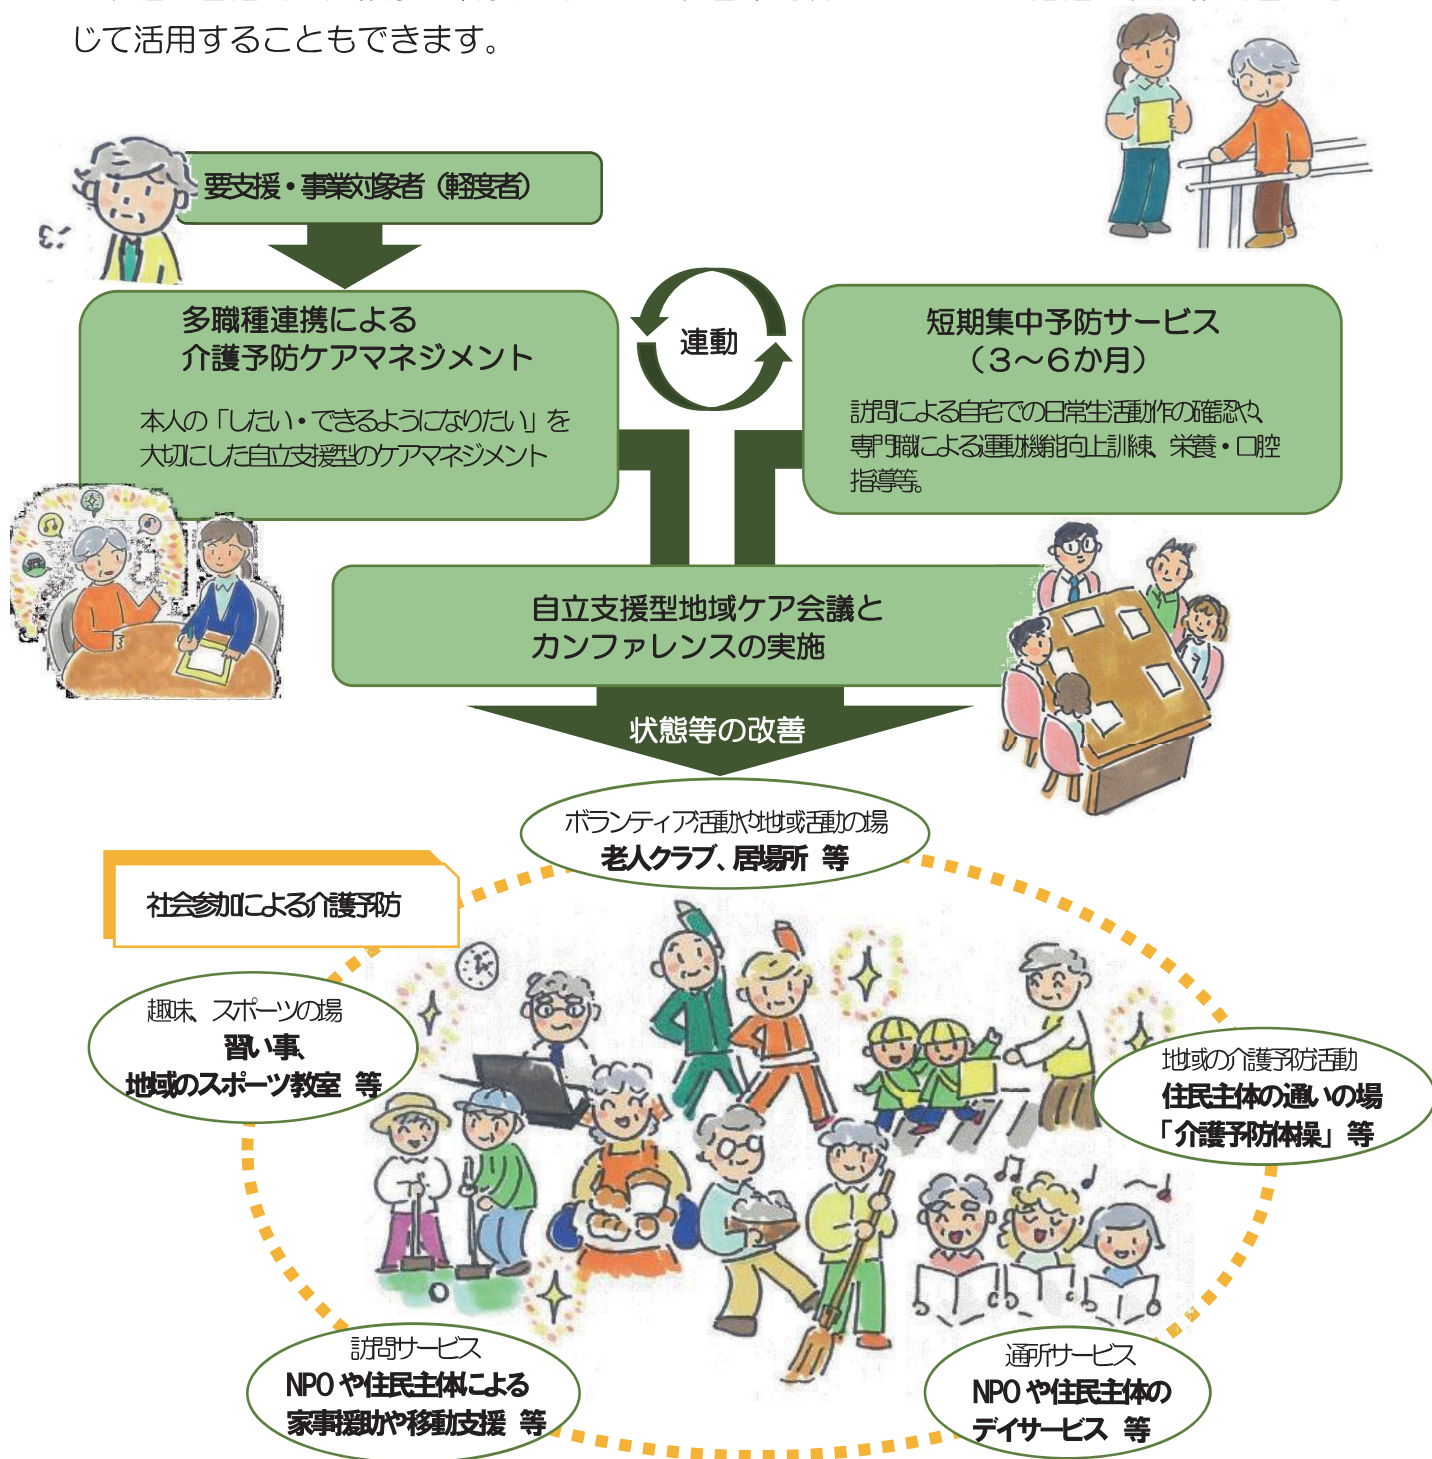 じて活用することもできます。
要支援・事業対象者（軽度者）
多職種連携による
介護予防ケアマネジメント
本人の「したい・できるようになりたい」を
大切にした自立支援型のケアマネジメント
連動
短期集中予防サービス
（３～６か月）
訪問による自宅での日常生活動作の確認や、
専門職による運動機能向上訓練、栄養・口腔
指導等。
自立支援型地域ケア会議と
カンファレンスの実施
状態等の改善
ボランティア活動や地域活動の場
老人クラブ、居場所 等
社会参加による介護予防
趣味、スポーツの場
習い事、
地域のスポーツ教室 等
地域の介護予防活動
住民主体の通いの場
「介護予防体操」等
訪問サービス
NPO や住民主体による
家事援助や移動支援 等
通所サービス
NPO や住民主体の
デイサービス 等